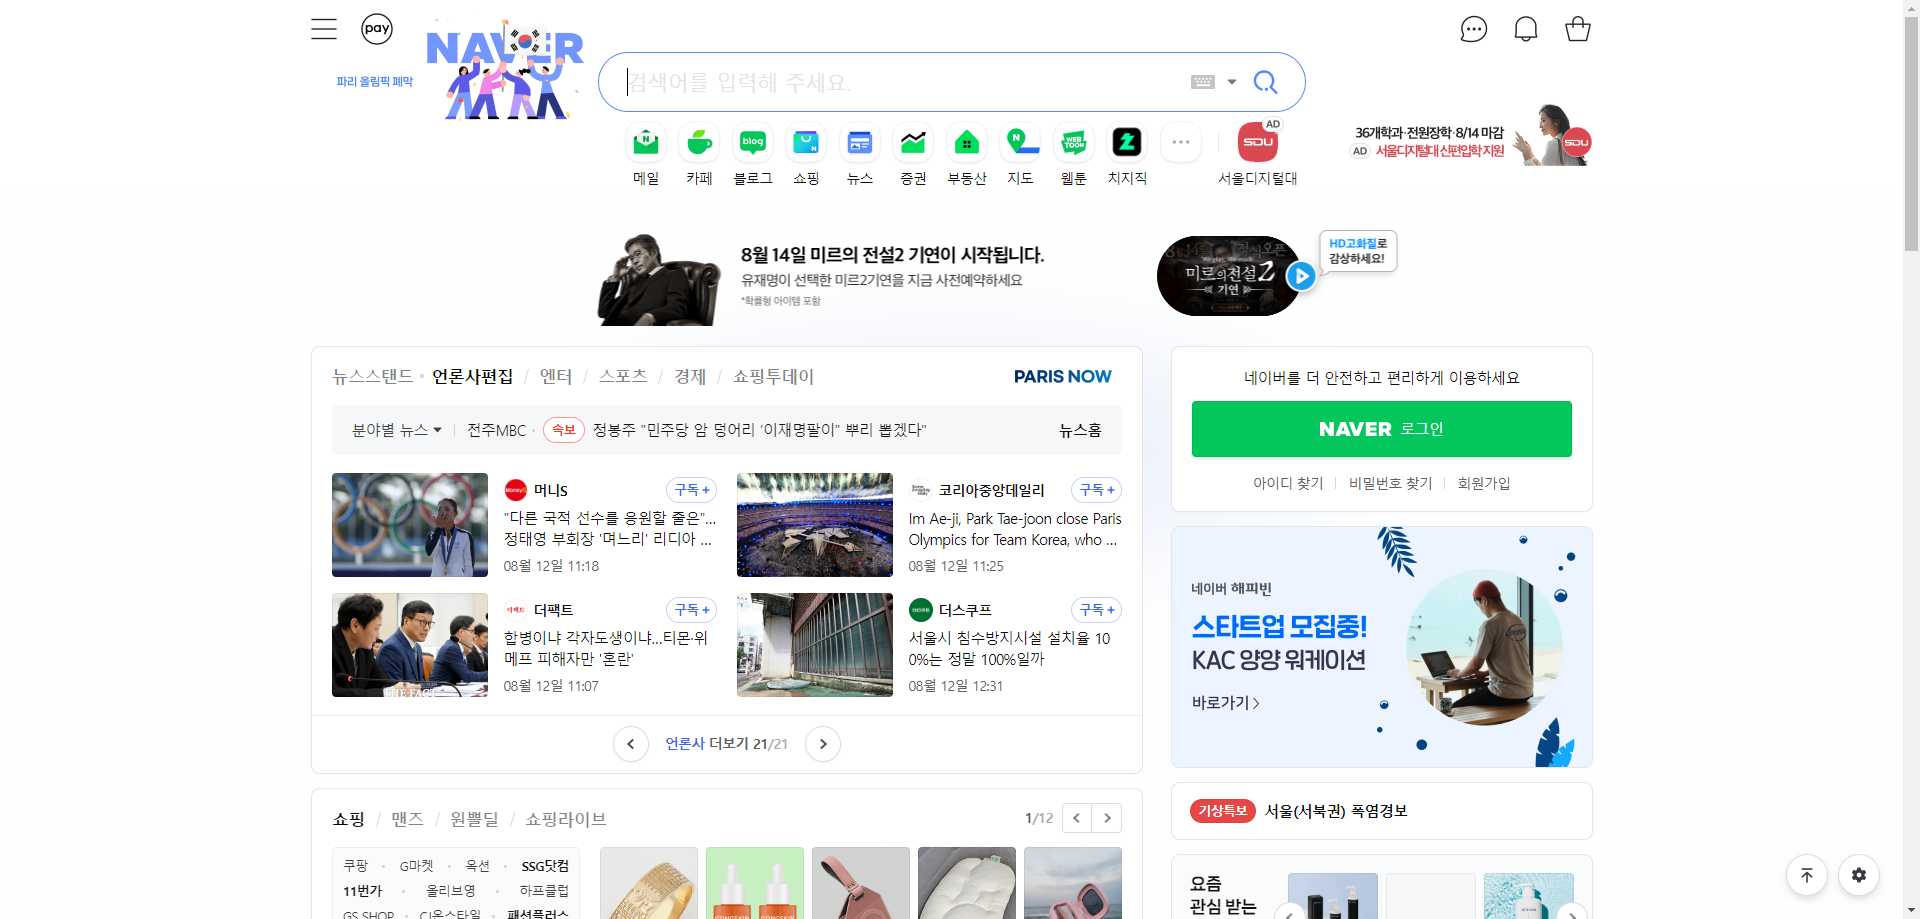 pay
NAVER
파리 올림픽 폐막
검색어를 입력해 주세요.
메일
카페
blog
블로그
쇼핑
뉴스
증권
부동산
지도
WEB
TOON
웹툰
치지직
SDU
AD
서울디지털대
36개학과·전원장학·8/14 마감
AD 서울디지털대 신·편입학 지원
SDU
8월 14일 미르의 전설2 기연이 시작됩니다.
유재명이 선택한 미르2기연을 지금 사전예약하세요
*확률형 아이템 포함
미르의전설2
기연
HD고화질로
감상하세요!
뉴스스탠드 · 언론사편집 / 엔터 / 스포츠 / 경제 / 쇼핑투데이
PARIS NOW
분야별 뉴스 전주MBC · 속보 정봉주 "민주당 암 덩어리 '이재명팔이" 뿌리 뽑겠다"
뉴스홈
머니S
구독 +
"다른 국적 선수를 응원할 줄은"...
정태영 부회장 '며느리' 리디아 ...
08월 12일 11:18
코리아중앙데일리
구독 +
Im Ae-ji, Park Tae-joon close Paris
Olympics for Team Korea, who ...
08월 12일 11:25
더팩트
구독 +
합병이냐 각자도생이냐...티몬·위
메프 피해자만 '혼란'
08월 12일 11:07
THE FACT
더스쿠프
구독 +
서울시 침수방지시설 설치율 10
0%는 정말 100%일까
08월 12일 12:31
언론사 더보기 21/21
네이버를 더 안전하고 편리하게 이용하세요
NAVER 로그인
아이디 찾기 비밀번호 찾기 회원가입
네이버 해피빈
스타트업 모집중!
KAC 양양 워케이션
바로가기 >
기상특보 서울(서북권) 폭염경보
쇼핑 / 맨즈 / 원쁠딜 / 쇼핑라이브
1/12
쿠팡 · G마켓 · 옥션 · SSG닷컴
11번가 · 올리브영 · 하프클럽
GS SHOP · CJ온스타일 · 패션플러스
요즘
관심 받는